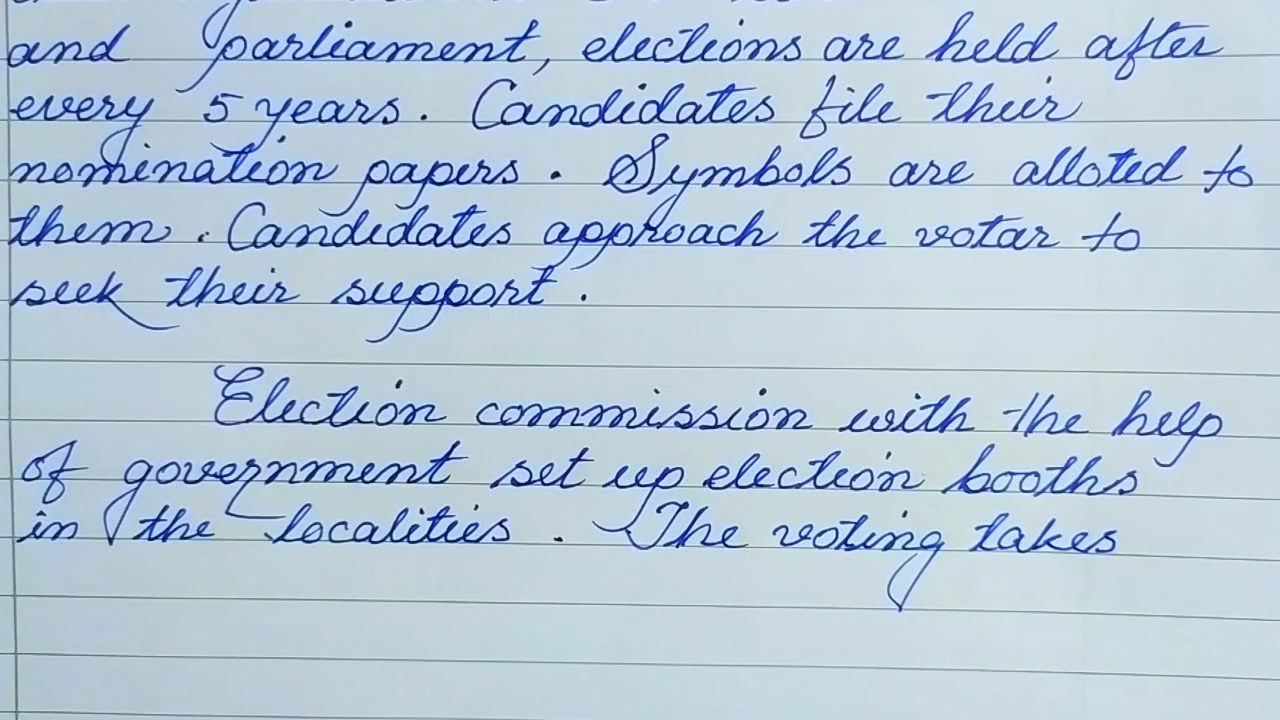 and parliament, elections are held after
every 5 years. Candidates file their
nomination papers. Symbols are alloted to
them. Candidates approach the votar to
seek their support.
Election commission with the help
of government set up election booths
in the localities. The voting takes